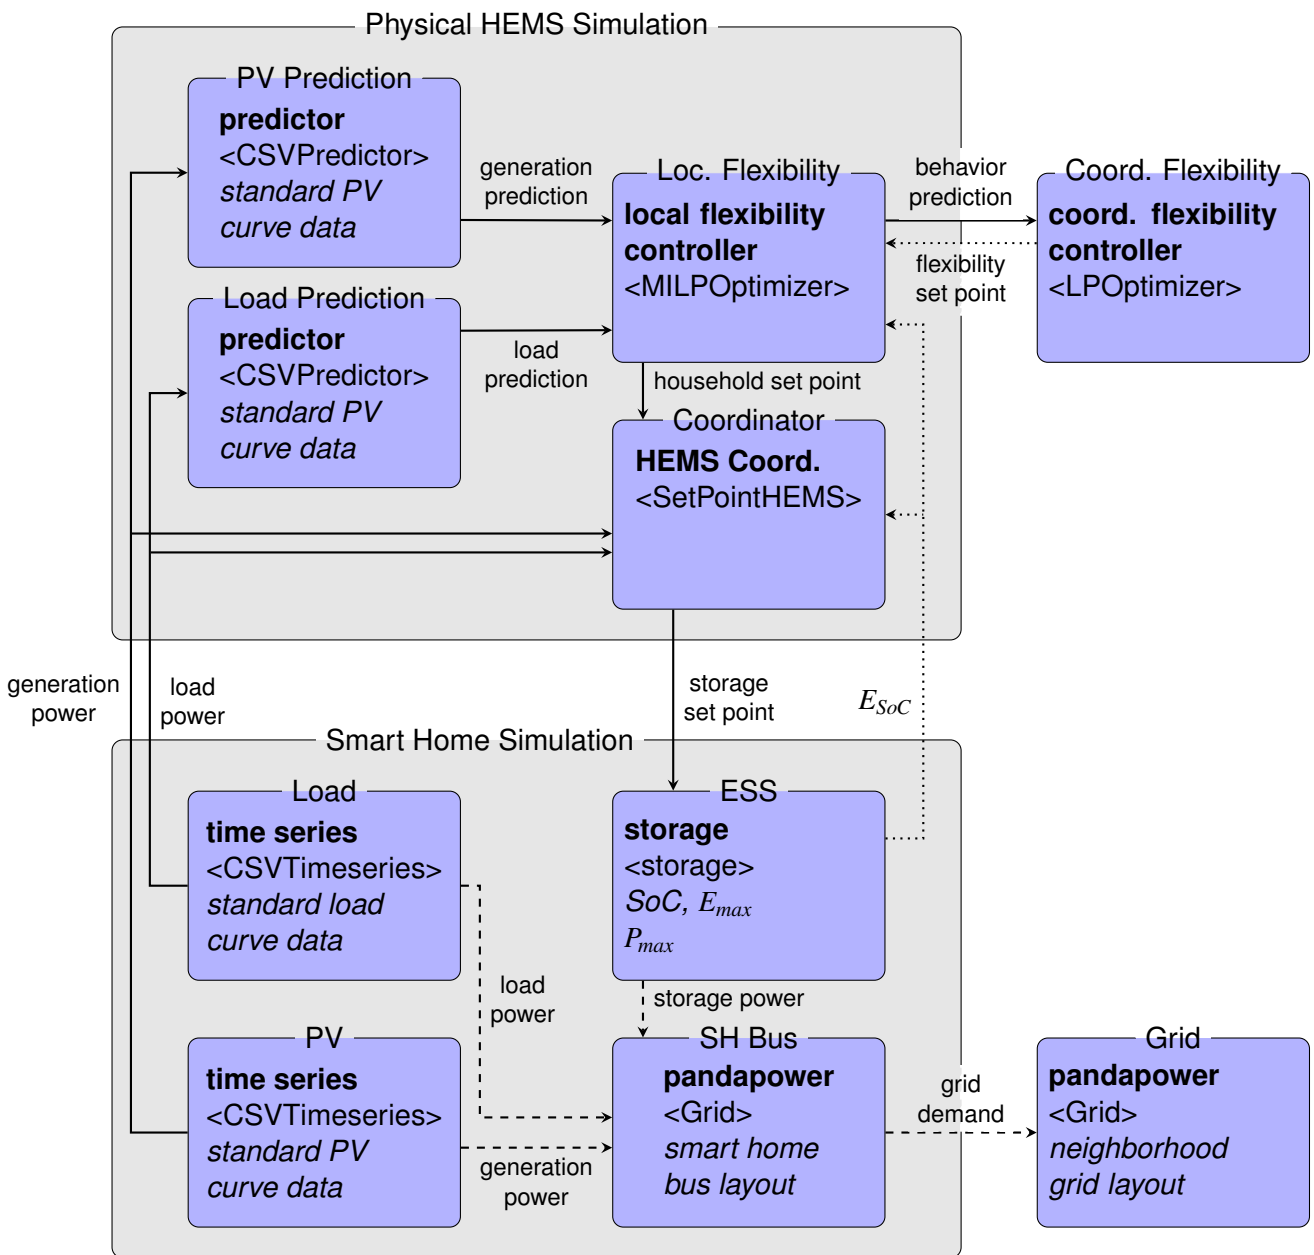 Physical HEMS Simulation
PV Prediction
predictor
<CSVPredictor>
standard PV
curve data
generation
prediction
Loc. Flexibility
local flexibility
controller
<MILPOptimizer>
behavior
prediction
Coord. Flexibility
coord. flexibility
controller
<LPOptimizer>
flexibility
set point
Load Prediction
predictor
<CSVPredictor>
standard PV
curve data
load
prediction
household set point
Coordinator
HEMS Coord.
<SetPointHEMS>
generation
power
load
power
storage
set point
E_SoC
Smart Home Simulation
Load
time series
<CSVTimeseries>
standard load
curve data
ESS
storage
<storage>
SoC, E_max
P_max
load
power
storage power
PV
time series
<CSVTimeseries>
standard PV
curve data
generation
power
SH Bus
pandapower
<Grid>
smart home
bus layout
grid
demand
Grid
pandapower
<Grid>
neighborhood
grid layout